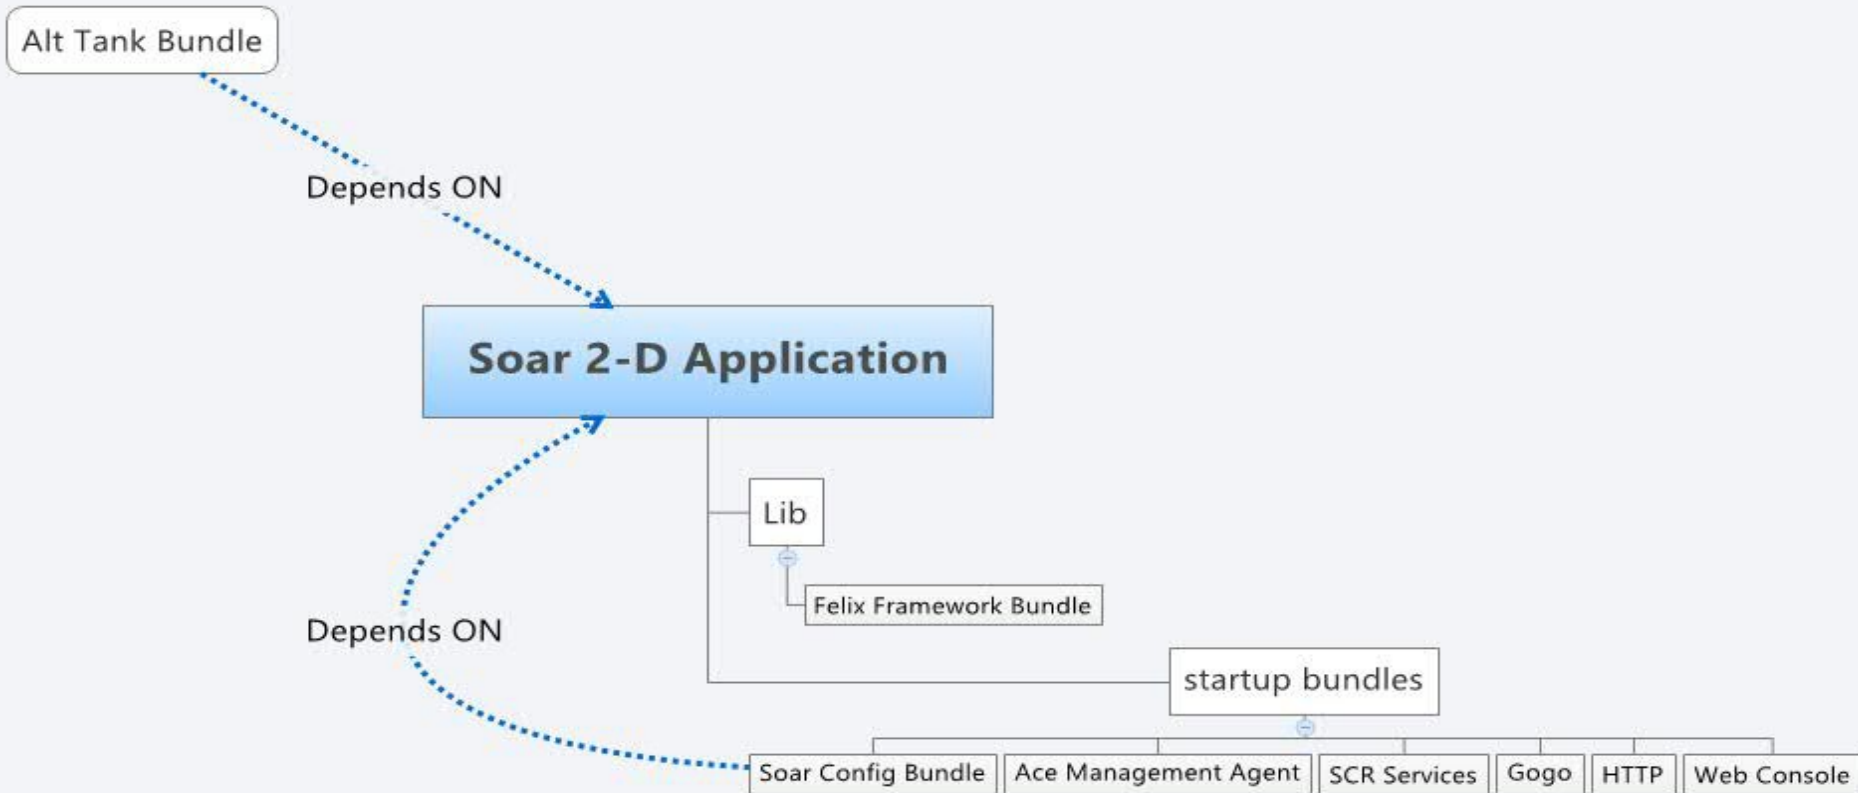 Alt Tank Bundle
Depends ON
Soar 2-D Application
Lib
Felix Framework Bundle
Depends ON
startup bundles
Soar Config Bundle
Ace Management Agent
SCR Services
Gogo
HTTP
Web Console